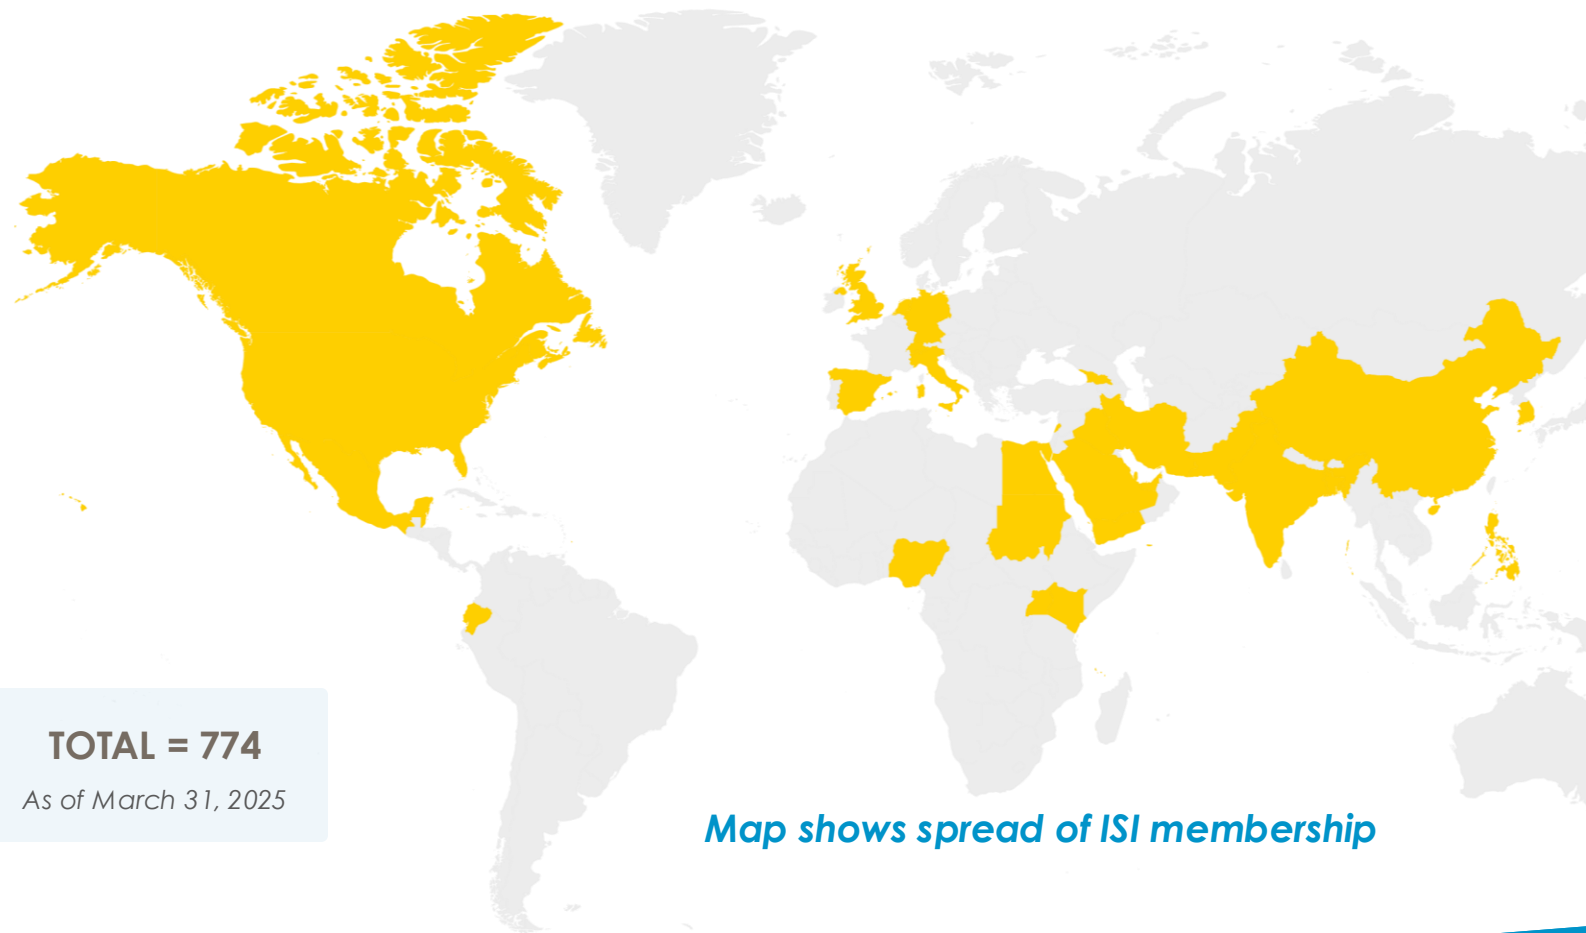 TOTAL = 774
As of March 31, 2025
Map shows spread of ISI membership